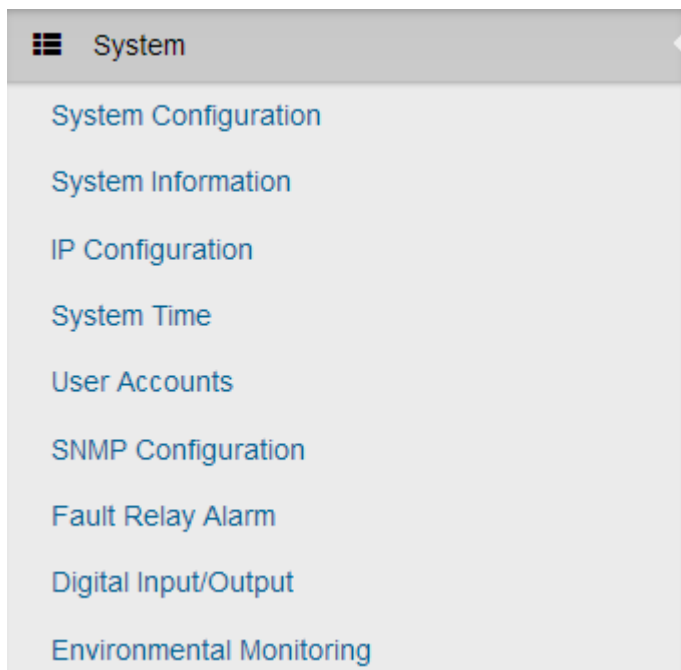 System
System Configuration
System Information
IP Configuration
System Time
User Accounts
SNMP Configuration
Fault Relay Alarm
Digital Input/Output
Environmental Monitoring